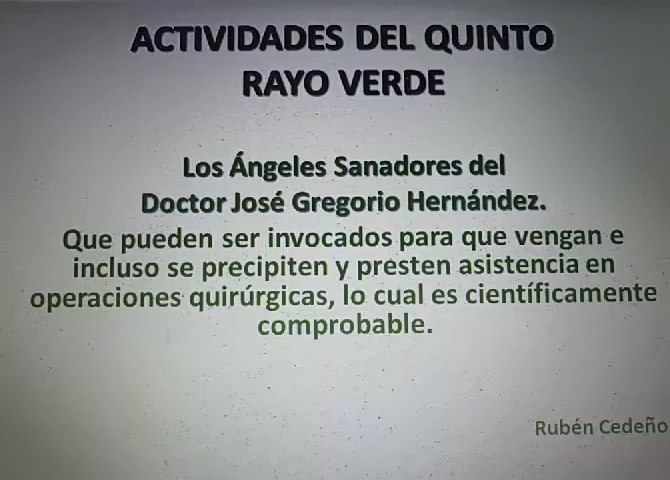 ACTIVIDADES DEL QUINTO
RAYO VERDE
Los Ángeles Sanadores del
Doctor José Gregorio Hernández.
Que pueden ser invocados para que vengan e
incluso se precipiten y presten asistencia en
operaciones quirúrgicas, lo cual es científicamente
comprobable.
Rubén Cedeño